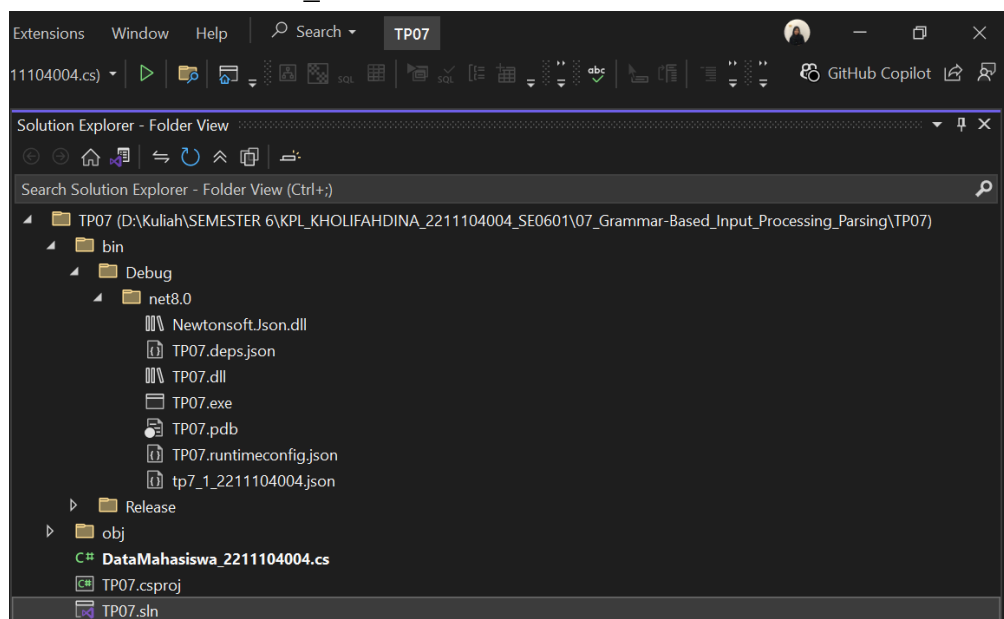 Extensions Window Help Search TP07
11104004.cs) SQL SQL abc GitHub Copilot
Solution Explorer - Folder View
Search Solution Explorer - Folder View (Ctrl+;)
TP07 (D:\Kuliah\SEMESTER 6\KPL_KHOLIFAHDINA_2211104004_SE0601\07_Grammar-Based_Input_Processing_Parsing\TP07)
bin
Debug
net8.0
Newtonsoft.Json.dll
TP07.deps.json
TP07.dll
TP07.exe
TP07.pdb
TP07.runtimeconfig.json
tp7_1_2211104004.json
Release
obj
C# DataMahasiswa_2211104004.cs
C# TP07.csproj
TP07.sln